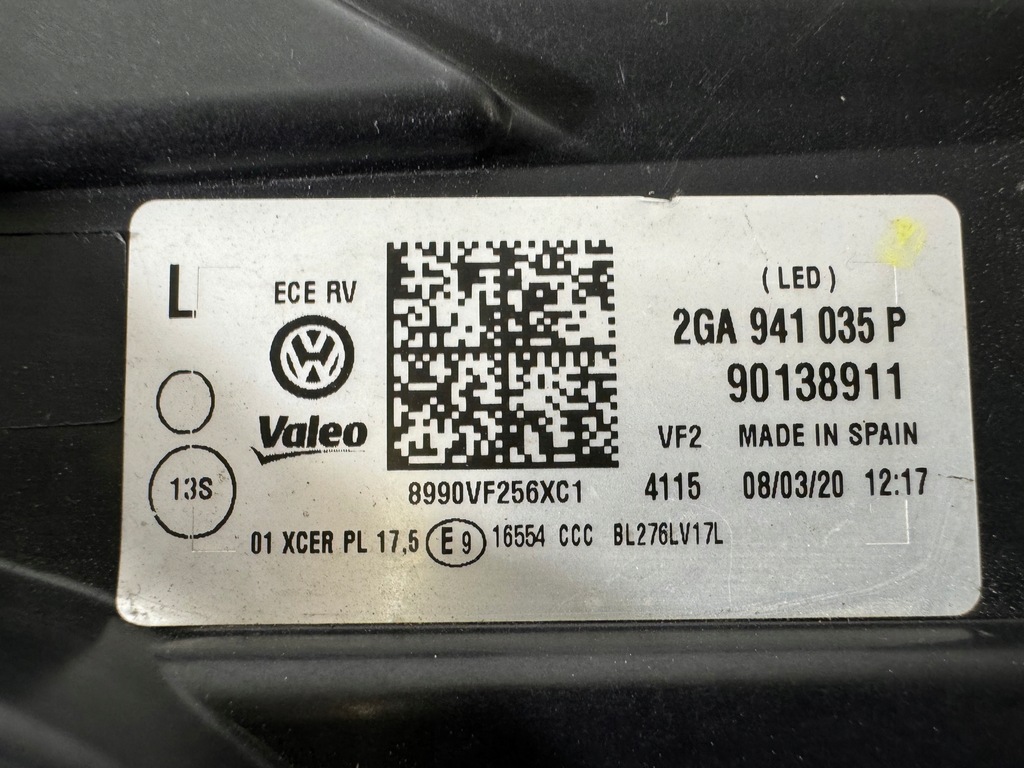 L
ECE RV
Valeo
13S
8990VF256XC1
( LED )
2GA 941 035 P
90138911
VF2 MADE IN SPAIN
4115 08/03/20 12:17
01 XCER PL 17,5 E9 16554 CCC BL276LV17L